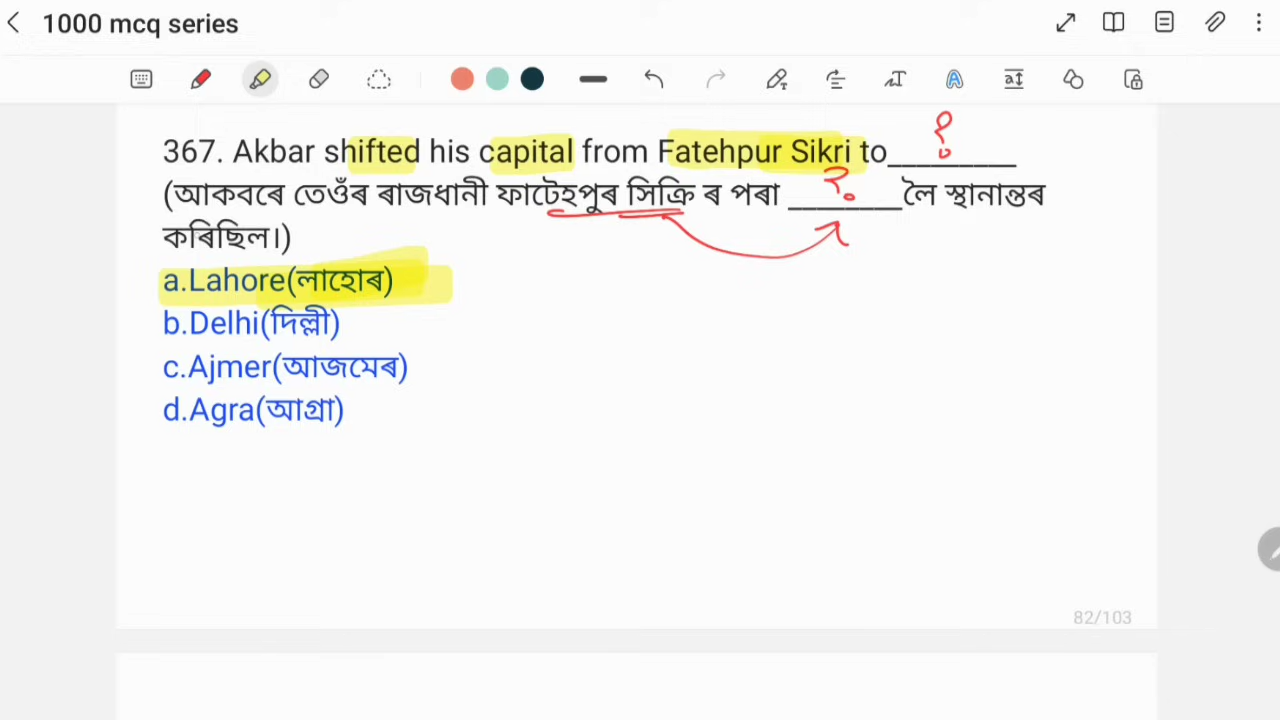 1000 mcq series
367. Akbar shifted his capital from Fatehpur Sikri to_________ ?
(আকবৰে তেওঁৰ ৰাজধানী ফাটেহপুৰ সিক্ৰি ৰ পৰা ________লৈ স্থানান্তৰ ?
কৰিছিল।)
a.Lahore(লাহোৰ)
b.Delhi(দিল্লী)
c.Ajmer(আজমেৰ)
d.Agra(আগ্ৰা)
82/103